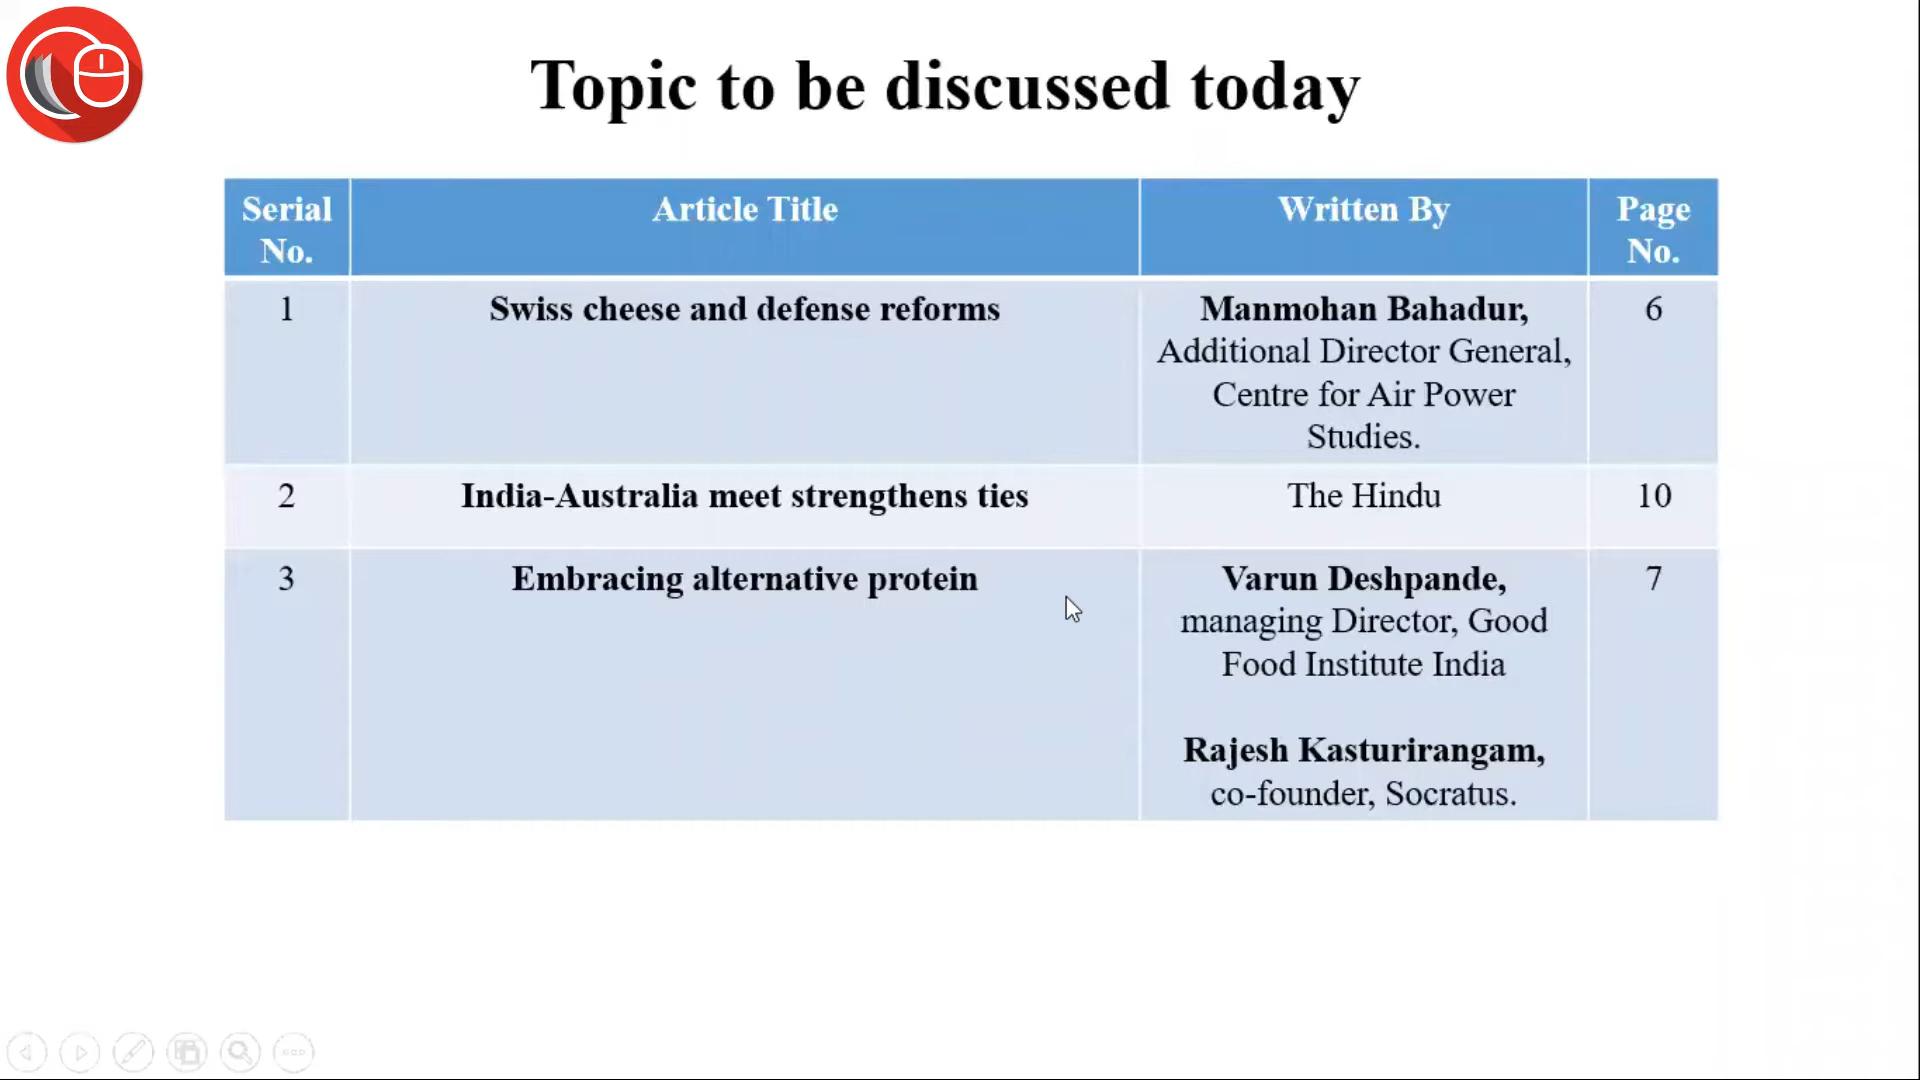 Topic to be discussed today
Serial No.
Article Title
Written By
Page No.
1
Swiss cheese and defense reforms
Manmohan Bahadur,
Additional Director General,
Centre for Air Power
Studies.
6
2
India-Australia meet strengthens ties
The Hindu
10
3
Embracing alternative protein
Varun Deshpande,
managing Director, Good
Food Institute India
Rajesh Kasturirangam,
co-founder, Socratus.
7